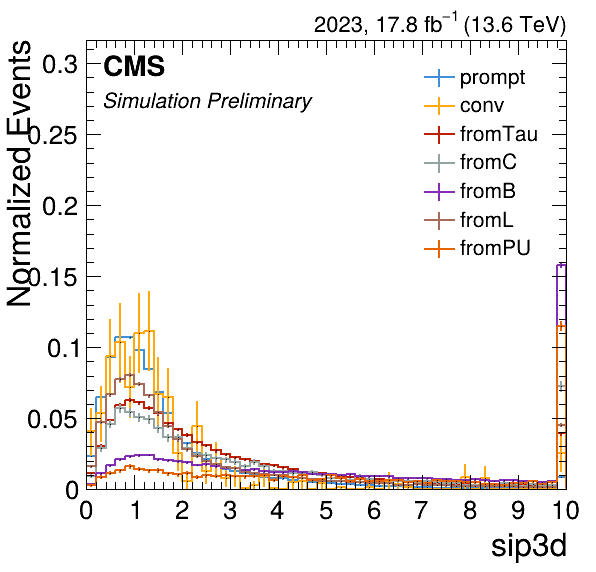 2023, 17.8 fb⁻¹ (13.6 TeV)
CMS
Simulation Preliminary
prompt
conv
fromTau
fromC
fromB
fromL
fromPU
Normalized Events
0.3
0.25
0.2
0.15
0.1
0.05
0
0 1 2 3 4 5 6 7 8 9 10
sip3d